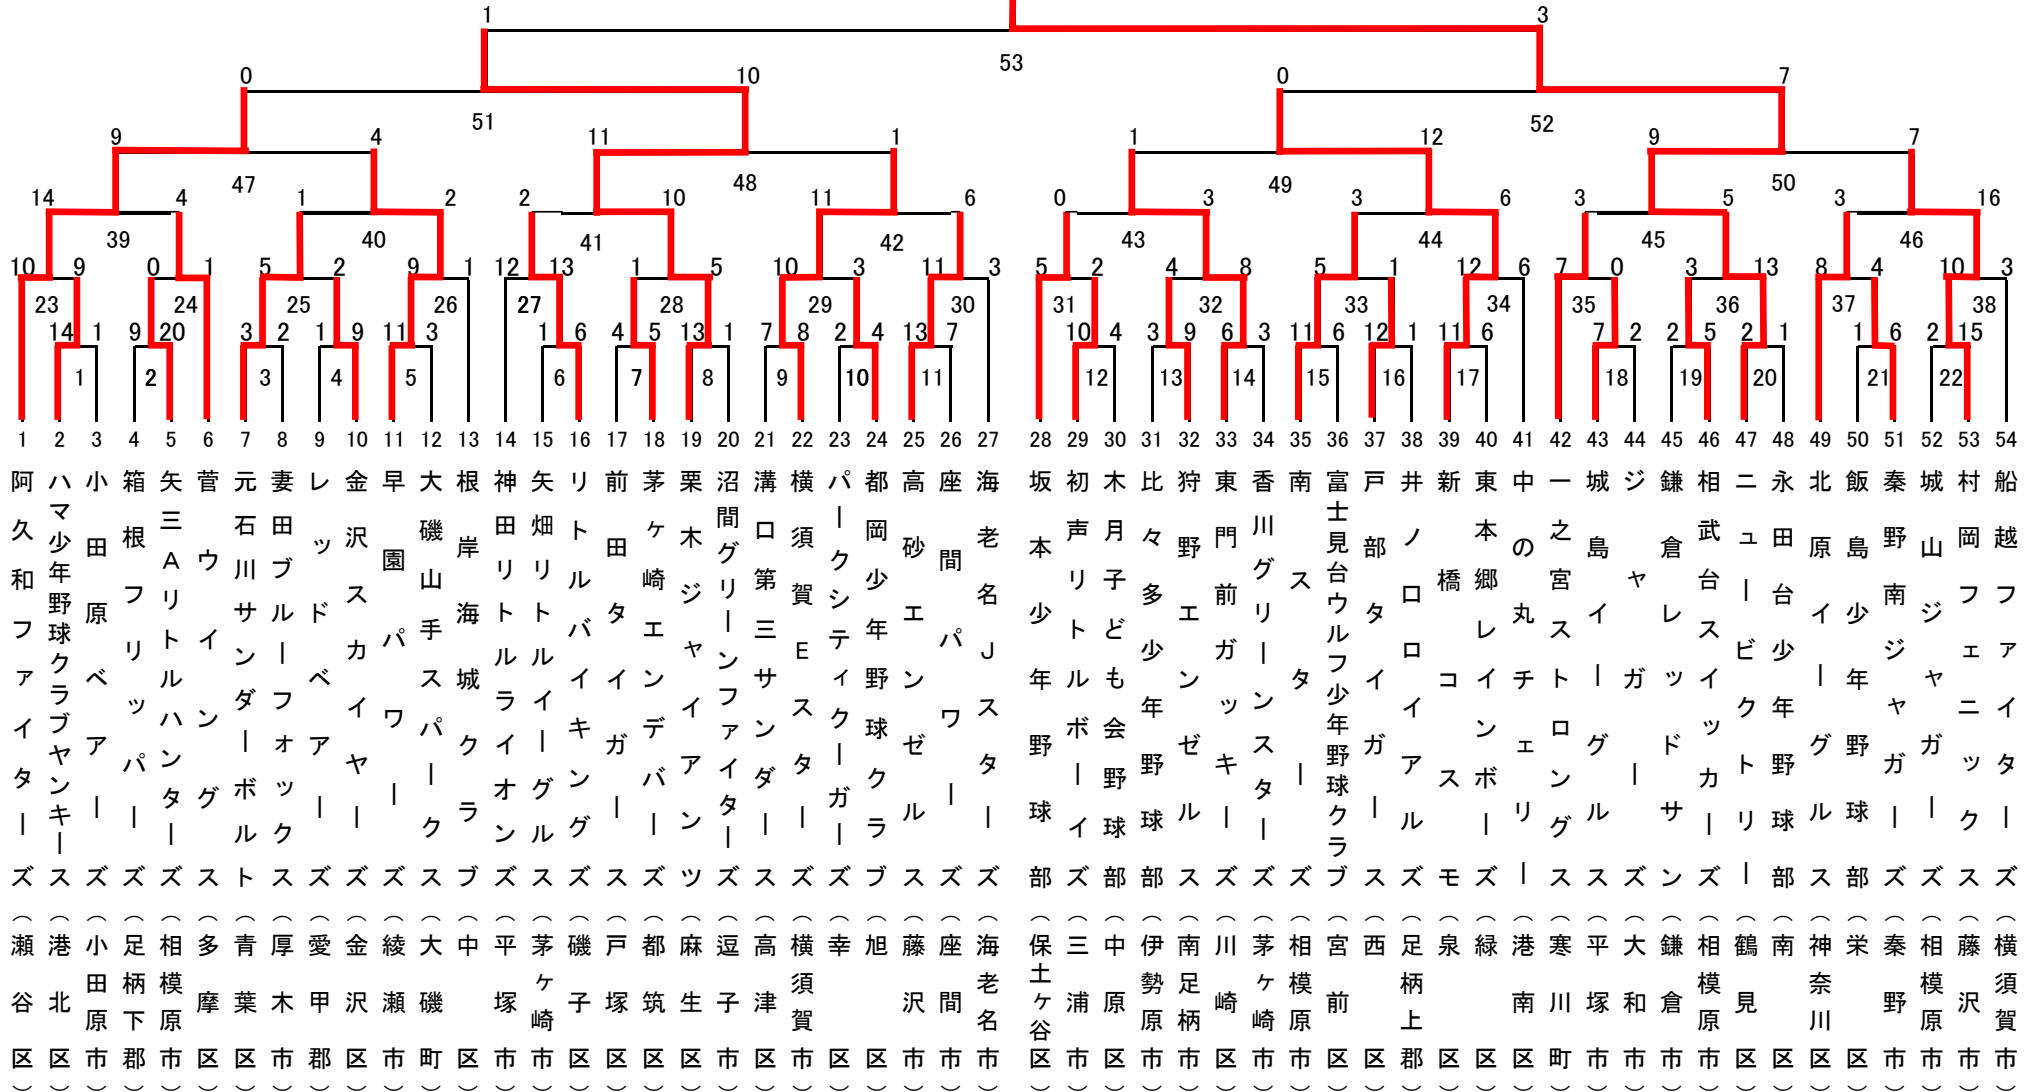 1 3
53
0 10 0 7
51 52
9 4 11 1 1 12 9 7
47 48 49 50
14 4 1 2 2 10 11 6 0 3 3 6 3 5 3 16
39 40 41 42 43 44 45 46
10 9 0 1 5 2 9 1 12 13 1 5 10 3 11 3 5 2 4 8 5 1 12 6 7 0 3 13 8 4 10 3
23 24 25 26 27 28 29 30 31 32 33 34 35 36 37 38
14 1 9 20 3 2 1 9 11 3 1 6 4 5 13 1 7 8 2 4 13 7 10 4 3 9 6 3 11 6 12 1 11 6 7 2 2 5 2 1 1 6 2 15
1 2 3 4 5 6 7 8 9 10 11 12 13 14 15 16 17 18 19 20 21 22
1 阿久和ファイターズ（瀬谷区）
2 ハマ少年野球クラブヤンキース（港北区）
3 小田原ベアーズ（小田原市）
4 箱根フリッパーズ（足柄下郡）
5 矢三Aリトルハンターズ（相模原市）
6 菅ウイングス（多摩区）
7 元石川サンダーボルト（青葉区）
8 妻田ブルーフォックス（厚木市）
9 レッドベアーズ（愛甲郡）
10 金沢スカイヤーズ（金沢区）
11 早園パワーズ（綾瀬市）
12 大磯山手スパークス（大磯町）
13 根岸海城クラブ（中区）
14 神田リトルライオンズ（平塚市）
15 矢畑リトルイーグルス（茅ヶ崎市）
16 リトルバイキングズ（磯子区）
17 前田タイガース（戸塚区）
18 茅ヶ崎エンデバーズ（都筑区）
19 栗木ジャイアンツ（麻生区）
20 沼間グリーンファイターズ（逗子市）
21 溝口第三サンダース（高津区）
22 横須賀Eスターズ（横須賀市）
23 パークシティクーガーズ（幸区）
24 都岡少年野球クラブ（旭区）
25 高砂エンゼルス（藤沢市）
26 座間パワーズ（座間市）
27 海老名Jスターズ（海老名市）
28 坂本少年野球部（保土ヶ谷区）
29 初声リトルボーイズ（三浦市）
30 木月子ども会野球部（中原区）
31 比々多少年野球部（伊勢原市）
32 狩野エンゼルス（南足柄市）
33 東門前ガッツキーズ（川崎区）
34 香川グリーンスターズ（茅ヶ崎市）
35 南スターズ（相模原市）
36 富士見台ウルフ少年野球クラブ（宮前区）
37 戸部タイガース（西区）
38 井ノロロイアルズ（足柄上郡）
39 新橋コスモ（泉区）
40 東本郷レインボーズ（緑区）
41 中の丸チェリー（港南区）
42 一之宮ストロングス（寒川町）
43 城島イーグルス（平塚市）
44 ジャガーズ（大和市）
45 鎌倉レッドサン（鎌倉市）
46 相武台スイッカーズ（相模原市）
47 ニュービクトリー（鶴見区）
48 永田台少年野球部（南区）
49 北原イーグルス（神奈川区）
50 飯島少年野球部（栄区）
51 秦野南ジャガーズ（秦野市）
52 城山ジャガーズ（相模原市）
53 村岡フェニックス（藤沢市）
54 船越ファイターズ（横須賀市）